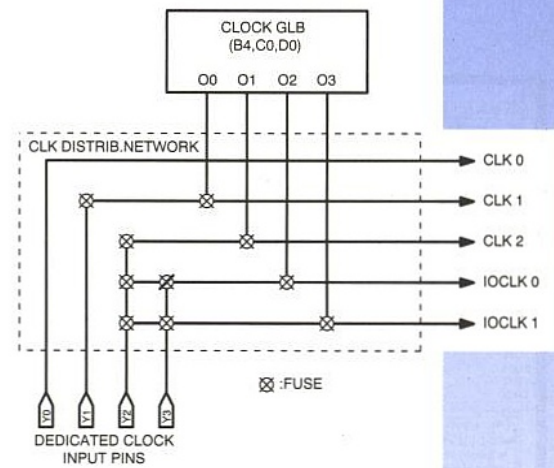 CLOCK GLB
(B4,C0,D0)
O0 O1 O2 O3
CLK DISTRIB.NETWORK
CLK 0
CLK 1
CLK 2
IOCLK 0
IOCLK 1
:FUSE
Y0 Y1 Y2 Y3
DEDICATED CLOCK
INPUT PINS